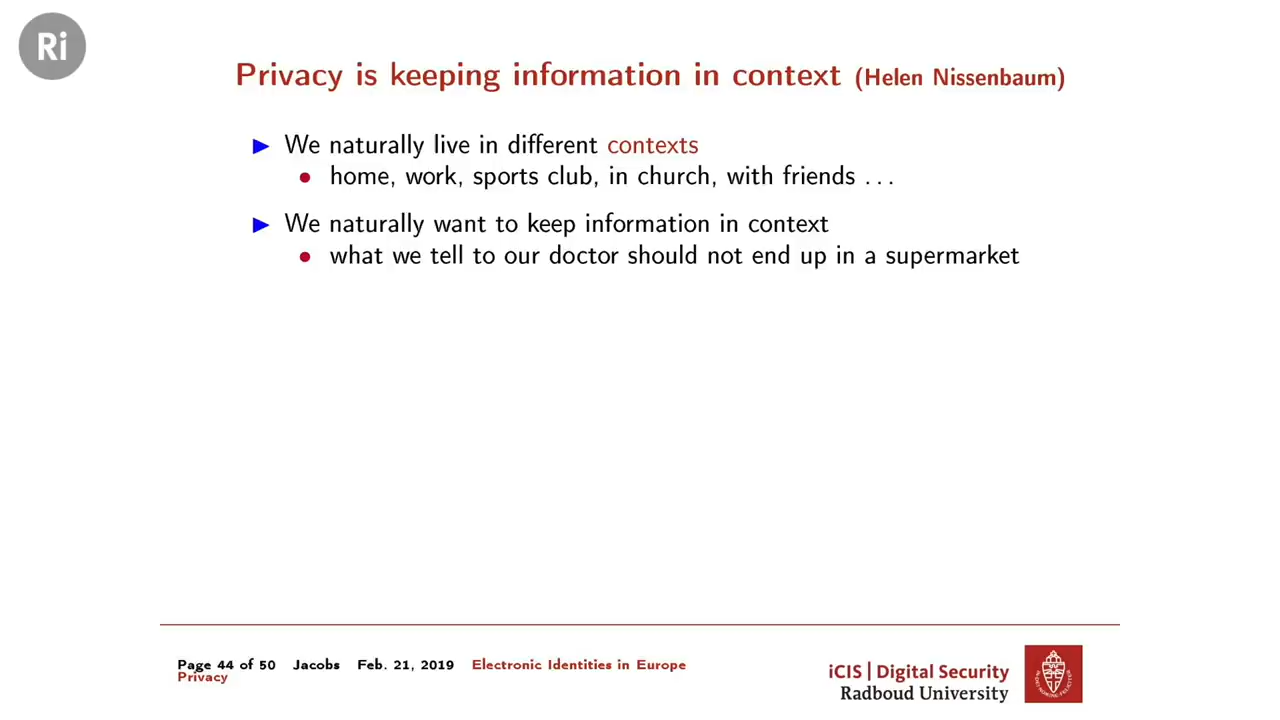 Ri
Privacy is keeping information in context (Helen Nissenbaum)
We naturally live in different contexts
home, work, sports club, in church, with friends ...
We naturally want to keep information in context
what we tell to our doctor should not end up in a supermarket
Page 44 of 50 Jacobs Feb. 21, 2019 Electronic Identities in Europe
Privacy
iCIS | Digital Security
Radboud University